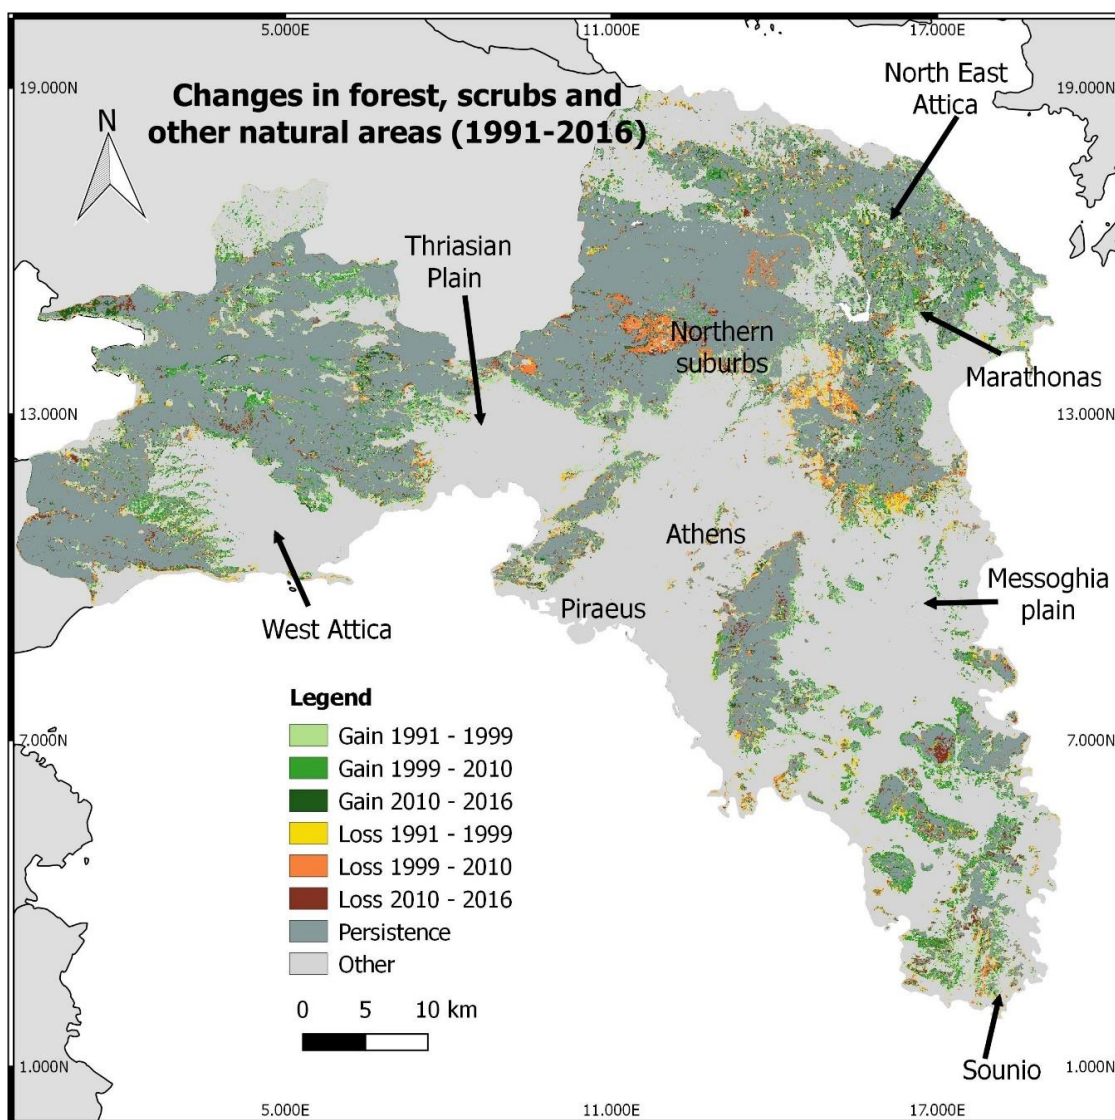 5.000E
11.000E
17.000E
19.000N
19.000N
Changes in forest, scrubs and
other natural areas (1991-2016)
N
North East
Attica
Thriasian
Plain
Northern
suburbs
Marathonas
13.000N
13.000N
Athens
Messoghia
plain
Piraeus
West Attica
Legend
Gain 1991 - 1999
Gain 1999 - 2010
Gain 2010 - 2016
Loss 1991 - 1999
Loss 1999 - 2010
Loss 2010 - 2016
Persistence
Other
7.000N
7.000N
0 5 10 km
Sounio
1.000N
1.000N
5.000E
11.000E
17.000E